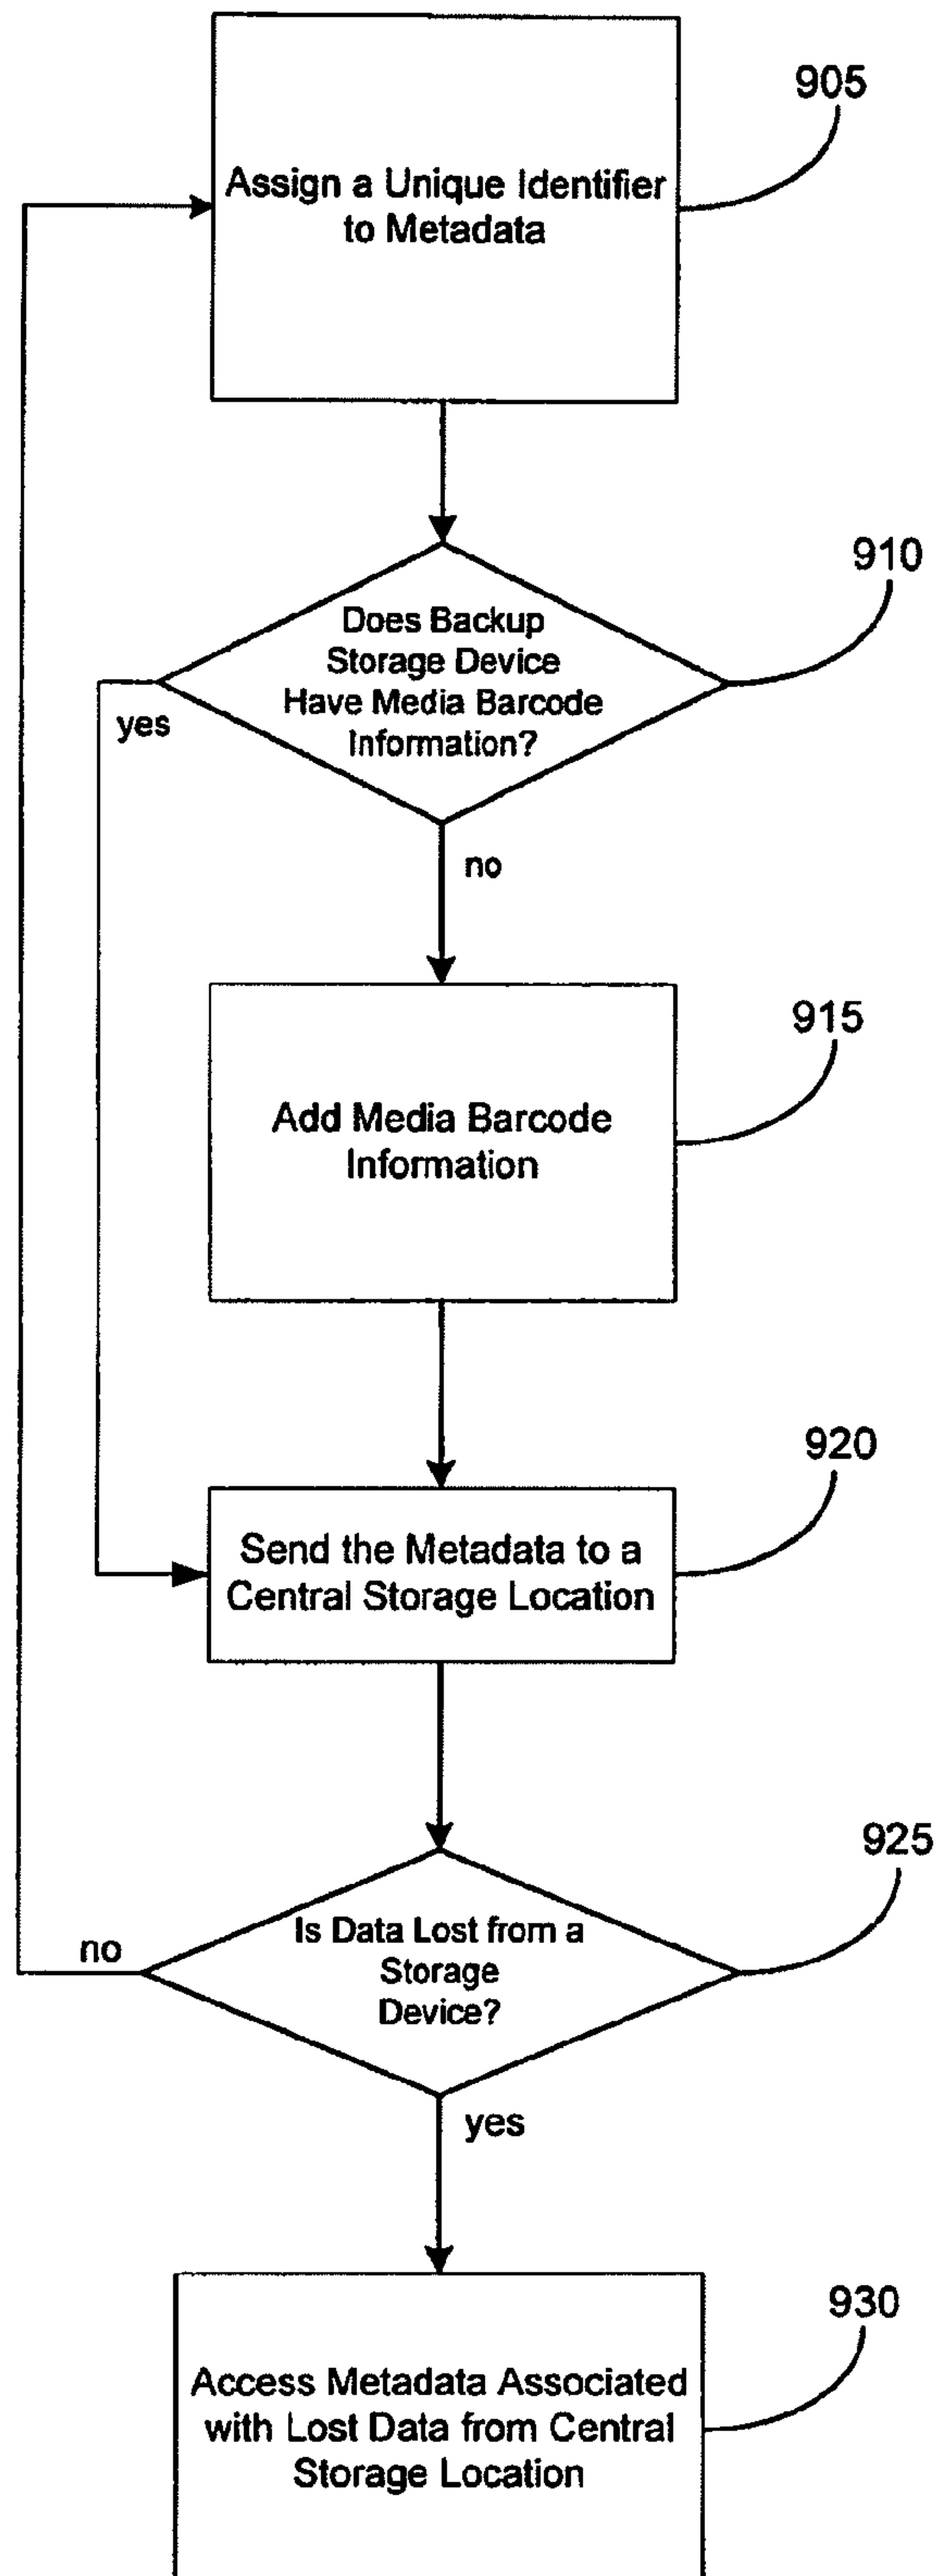 905
Assign a Unique Identifier
to Metadata
910
Does Backup
Storage Device
Have Media Barcode
Information?
yes
no
915
Add Media Barcode
Information
920
Send the Metadata to a
Central Storage Location
925
Is Data Lost from a
Storage
Device?
no
yes
930
Access Metadata Associated
with Lost Data from Central
Storage Location